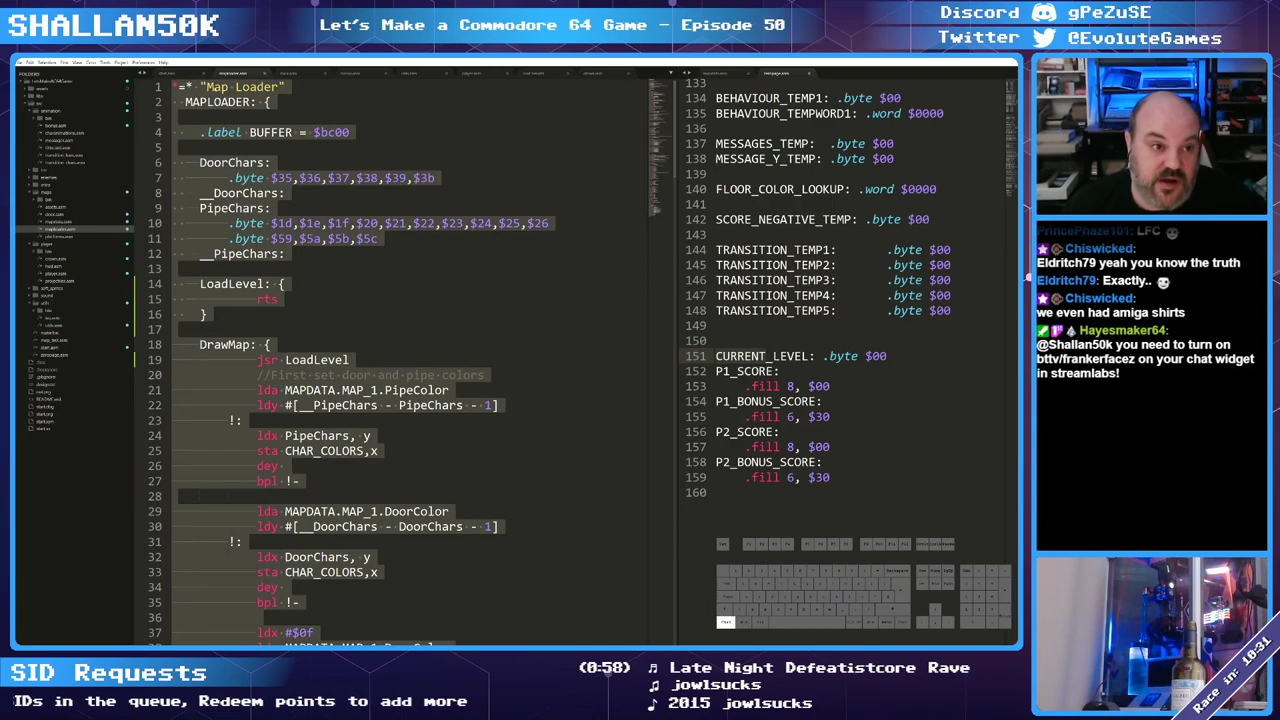 SHALLAN50K
Let's Make a Commodore 64 Game - Episode 50
Discord gPeZuSE
Twitter @EvoluteGames
FOLDERS
1 *=* "Map Loader"
2 MAPLOADER: {
3
4 .label BUFFER = $bc00
5
6 DoorChars:
7 .byte $35,$3a,$37,$38,$39,$3b
8 __DoorChars:
9 PipeChars:
10 .byte $1d,$1e,$1f,$20,$21,$22,$23,$24,$25,$26
11 .byte $59,$5a,$5b,$5c
12 __PipeChars:
13
14 LoadLevel: {
15 rts
16 }
17
18 DrawMap: {
19 jsr LoadLevel
20 //First set door and pipe colors
21 lda MAPDATA.MAP_1.PipeColor
22 ldy #[__PipeChars - PipeChars - 1]
23 !:
24 ldx PipeChars, y
25 sta CHAR_COLORS,x
26 dey
27 bpl !-
28
29 lda MAPDATA.MAP_1.DoorColor
30 ldy #[__DoorChars - DoorChars - 1]
31 !:
32 ldx DoorChars, y
33 sta CHAR_COLORS,x
34 dey
35 bpl !-
36
37 ldx #$0f
133
134 BEHAVIOUR_TEMP1: .byte $00
135 BEHAVIOUR_TEMPWORD1: .word $0000
136
137 MESSAGES_TEMP: .byte $00
138 MESSAGE_Y_TEMP: .byte $00
139
140 FLOOR_COLOR_LOOKUP: .word $0000
141
142 SCORE_NEGATIVE_TEMP: .byte $00
143
144 TRANSITION_TEMP1: .byte $00
145 TRANSITION_TEMP2: .byte $00
146 TRANSITION_TEMP3: .byte $00
147 TRANSITION_TEMP4: .byte $00
148 TRANSITION_TEMP5: .byte $00
149
150
151 CURRENT_LEVEL: .byte $00
152 P1_SCORE:
153 .fill 8, $00
154 P1_BONUS_SCORE:
155 .fill 6, $30
156 P2_SCORE:
157 .fill 8, $00
158 P2_BONUS_SCORE:
159 .fill 6, $30
160
PrincePhaze101: LFC
Chiswicked:
Eldritch79 yeah you know the truth
Eldritch79: Exactly..
Chiswicked:
we even had amiga shirts
Hayesmaker64:
@Shallan50k you need to turn on
bttv/frankerfacez on your chat widget
in streamlabs!
Race in: 10:31
SID Requests
IDs in the queue, Redeem points to add more
(0:58) ♫ Late Night Defeatistcore Rave
♫ jowlsucks
♪ 2015 jowlsucks